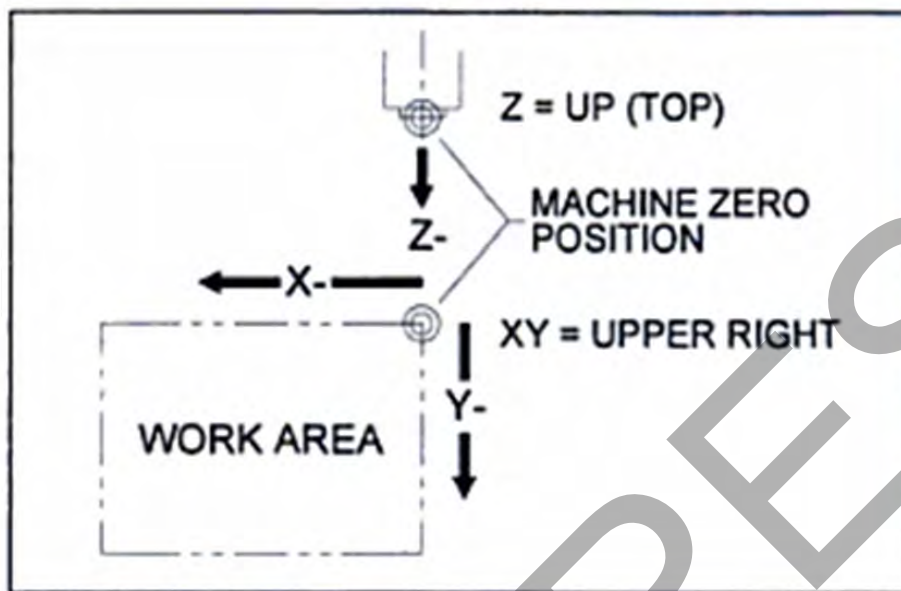 Z = UP (TOP)
MACHINE ZERO
POSITION
Z-
X-
XY = UPPER RIGHT
Y-
WORK AREA